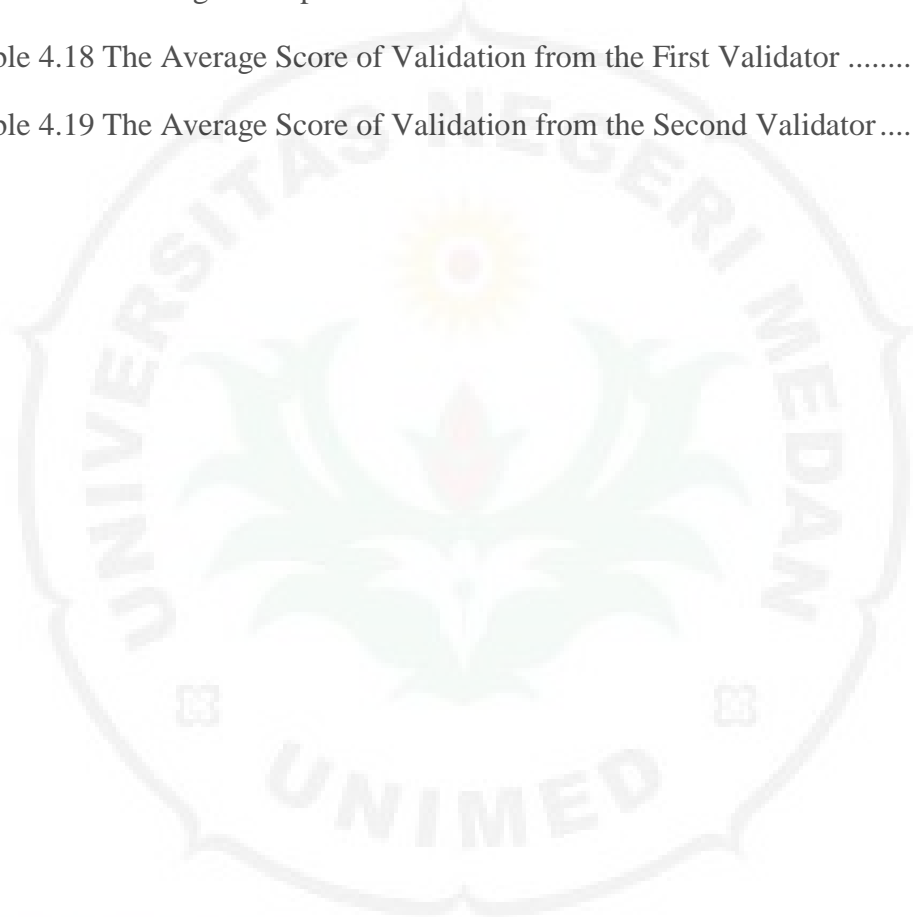 ble 4.18 The Average Score of Validation from the First Validator ........
ble 4.19 The Average Score of Validation from the Second Validator ....
UNIVERSITAS NEGERI MEDAN
UNIMED